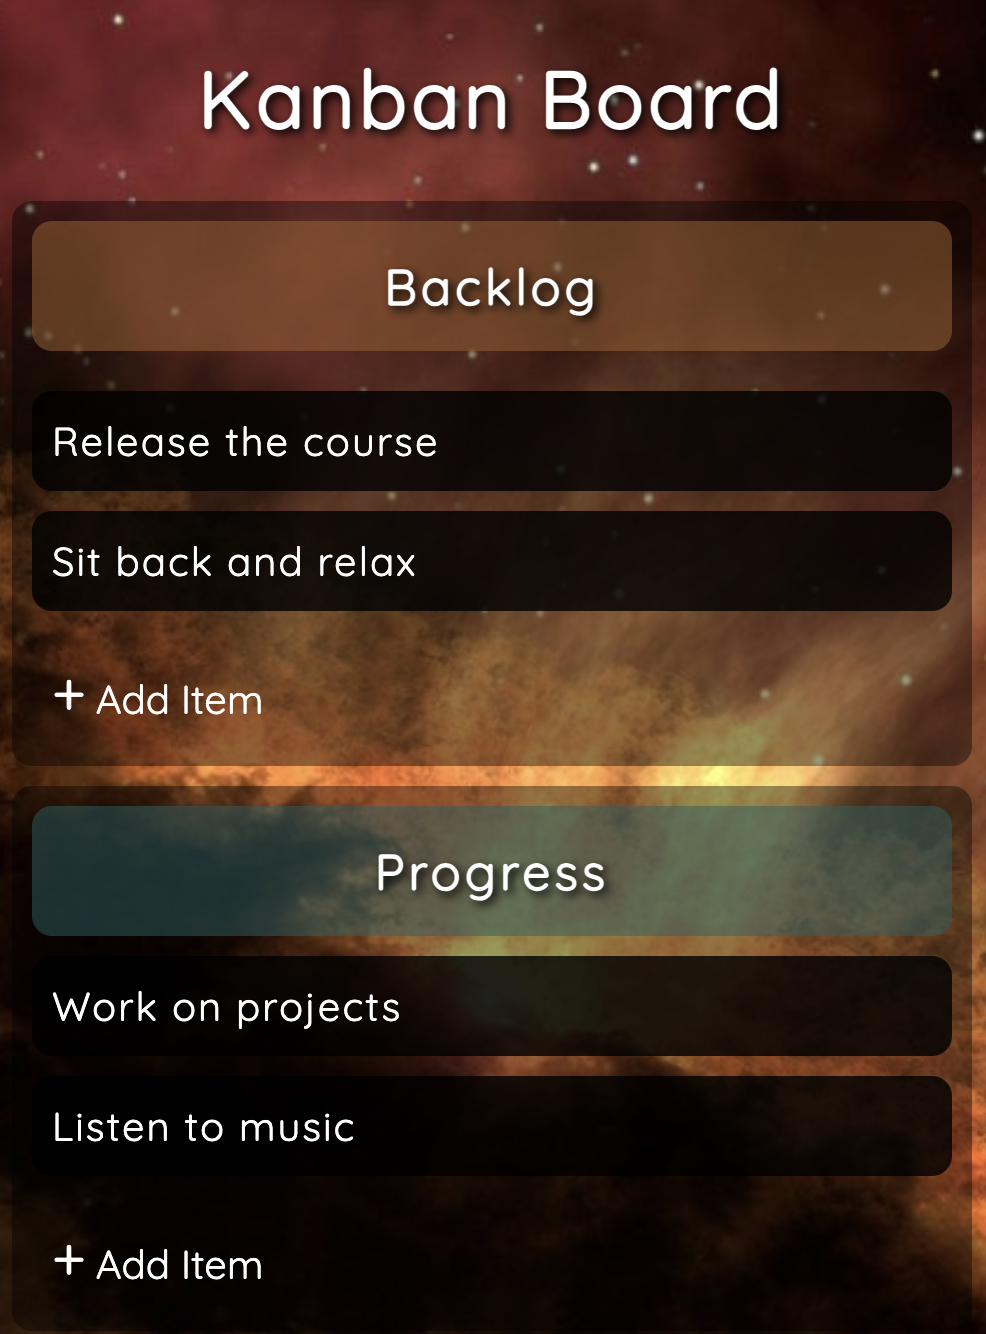 Kanban Board
Backlog
Release the course
Sit back and relax
+ Add Item
Progress
Work on projects
Listen to music
+ Add Item